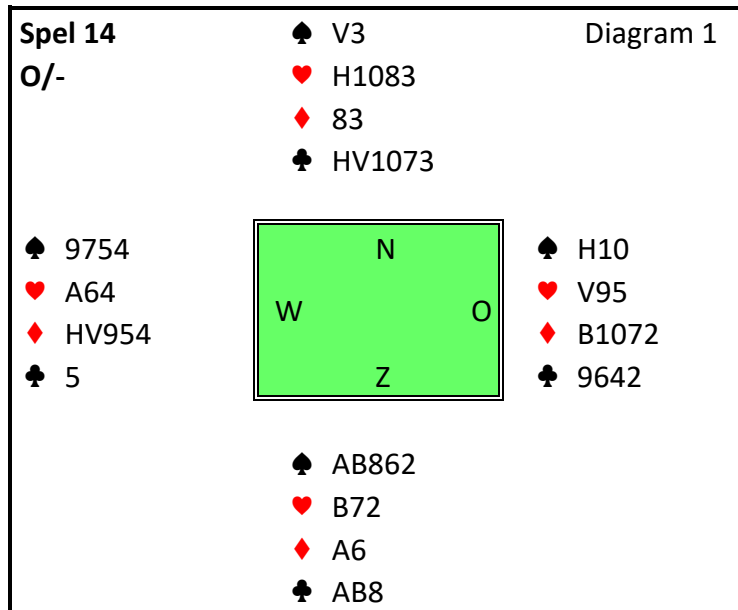 Spel 14 ♠ V3 Diagram 1
O/- ♥ H1083
♦ 83
♣ HV1073
♠ 9754 N ♠ H10
♥ A64 W O ♥ V95
♦ HV954 ♦ B1072
♣ 5 Z ♣ 9642
♠ AB862
♥ B72
♦ A6
♣ AB8